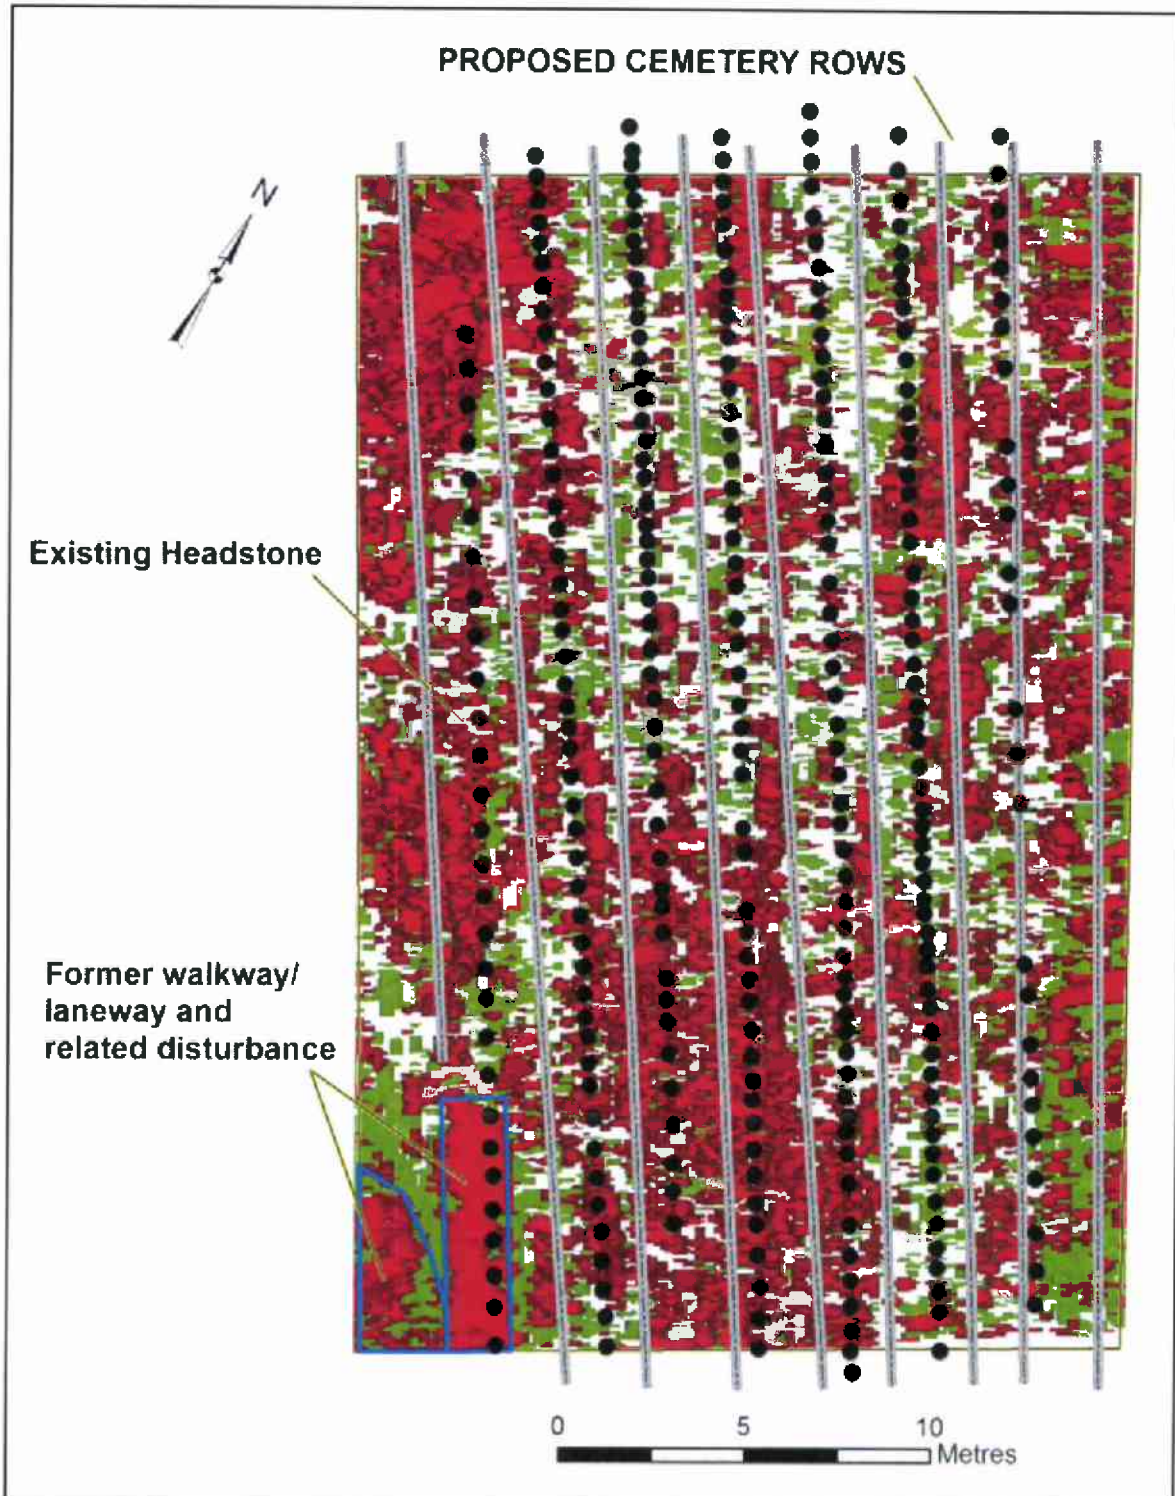 PROPOSED CEMETERY ROWS
N
Existing Headstone
Former walkway/
laneway and
related disturbance
0 5 10
Metres